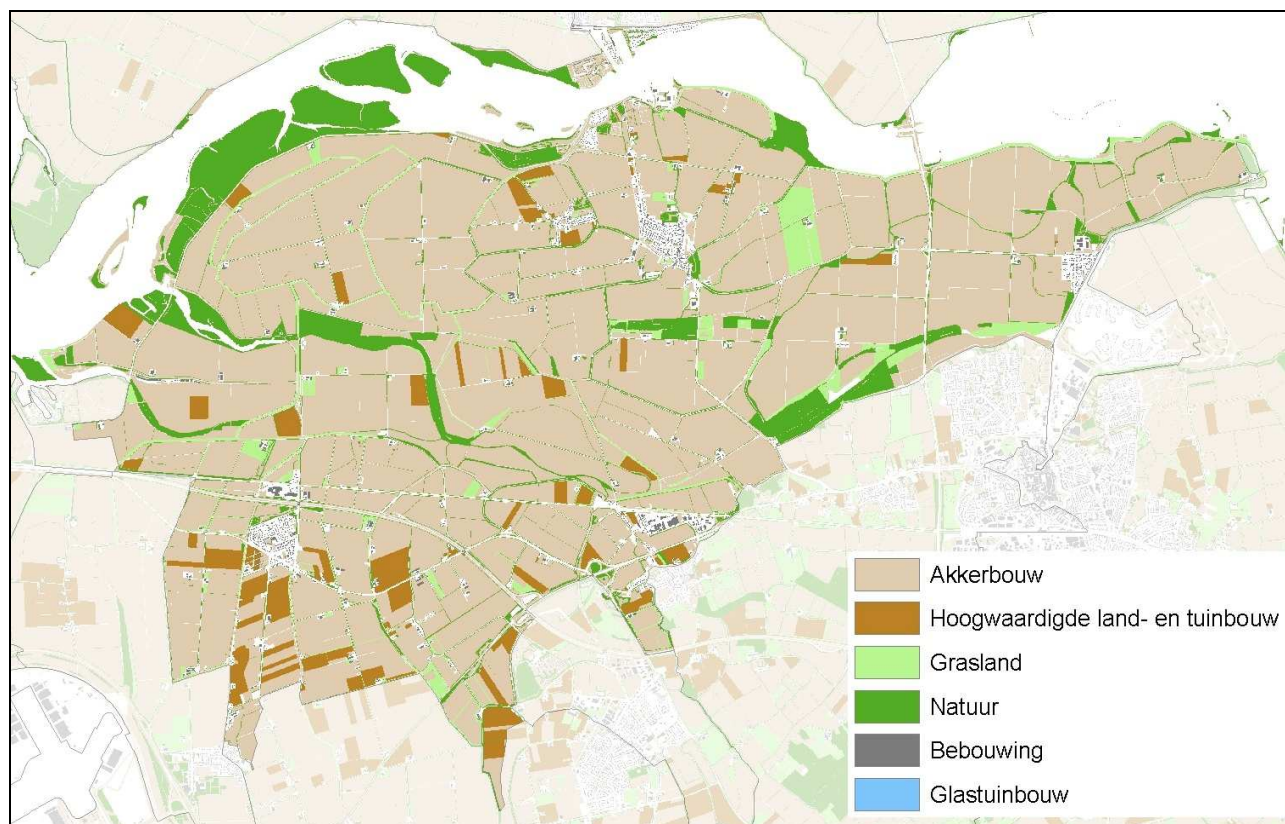 Akkerbouw
Hoogwaardigde land- en tuinbouw
Grasland
Natuur
Bebouwing
Glastuinbouw